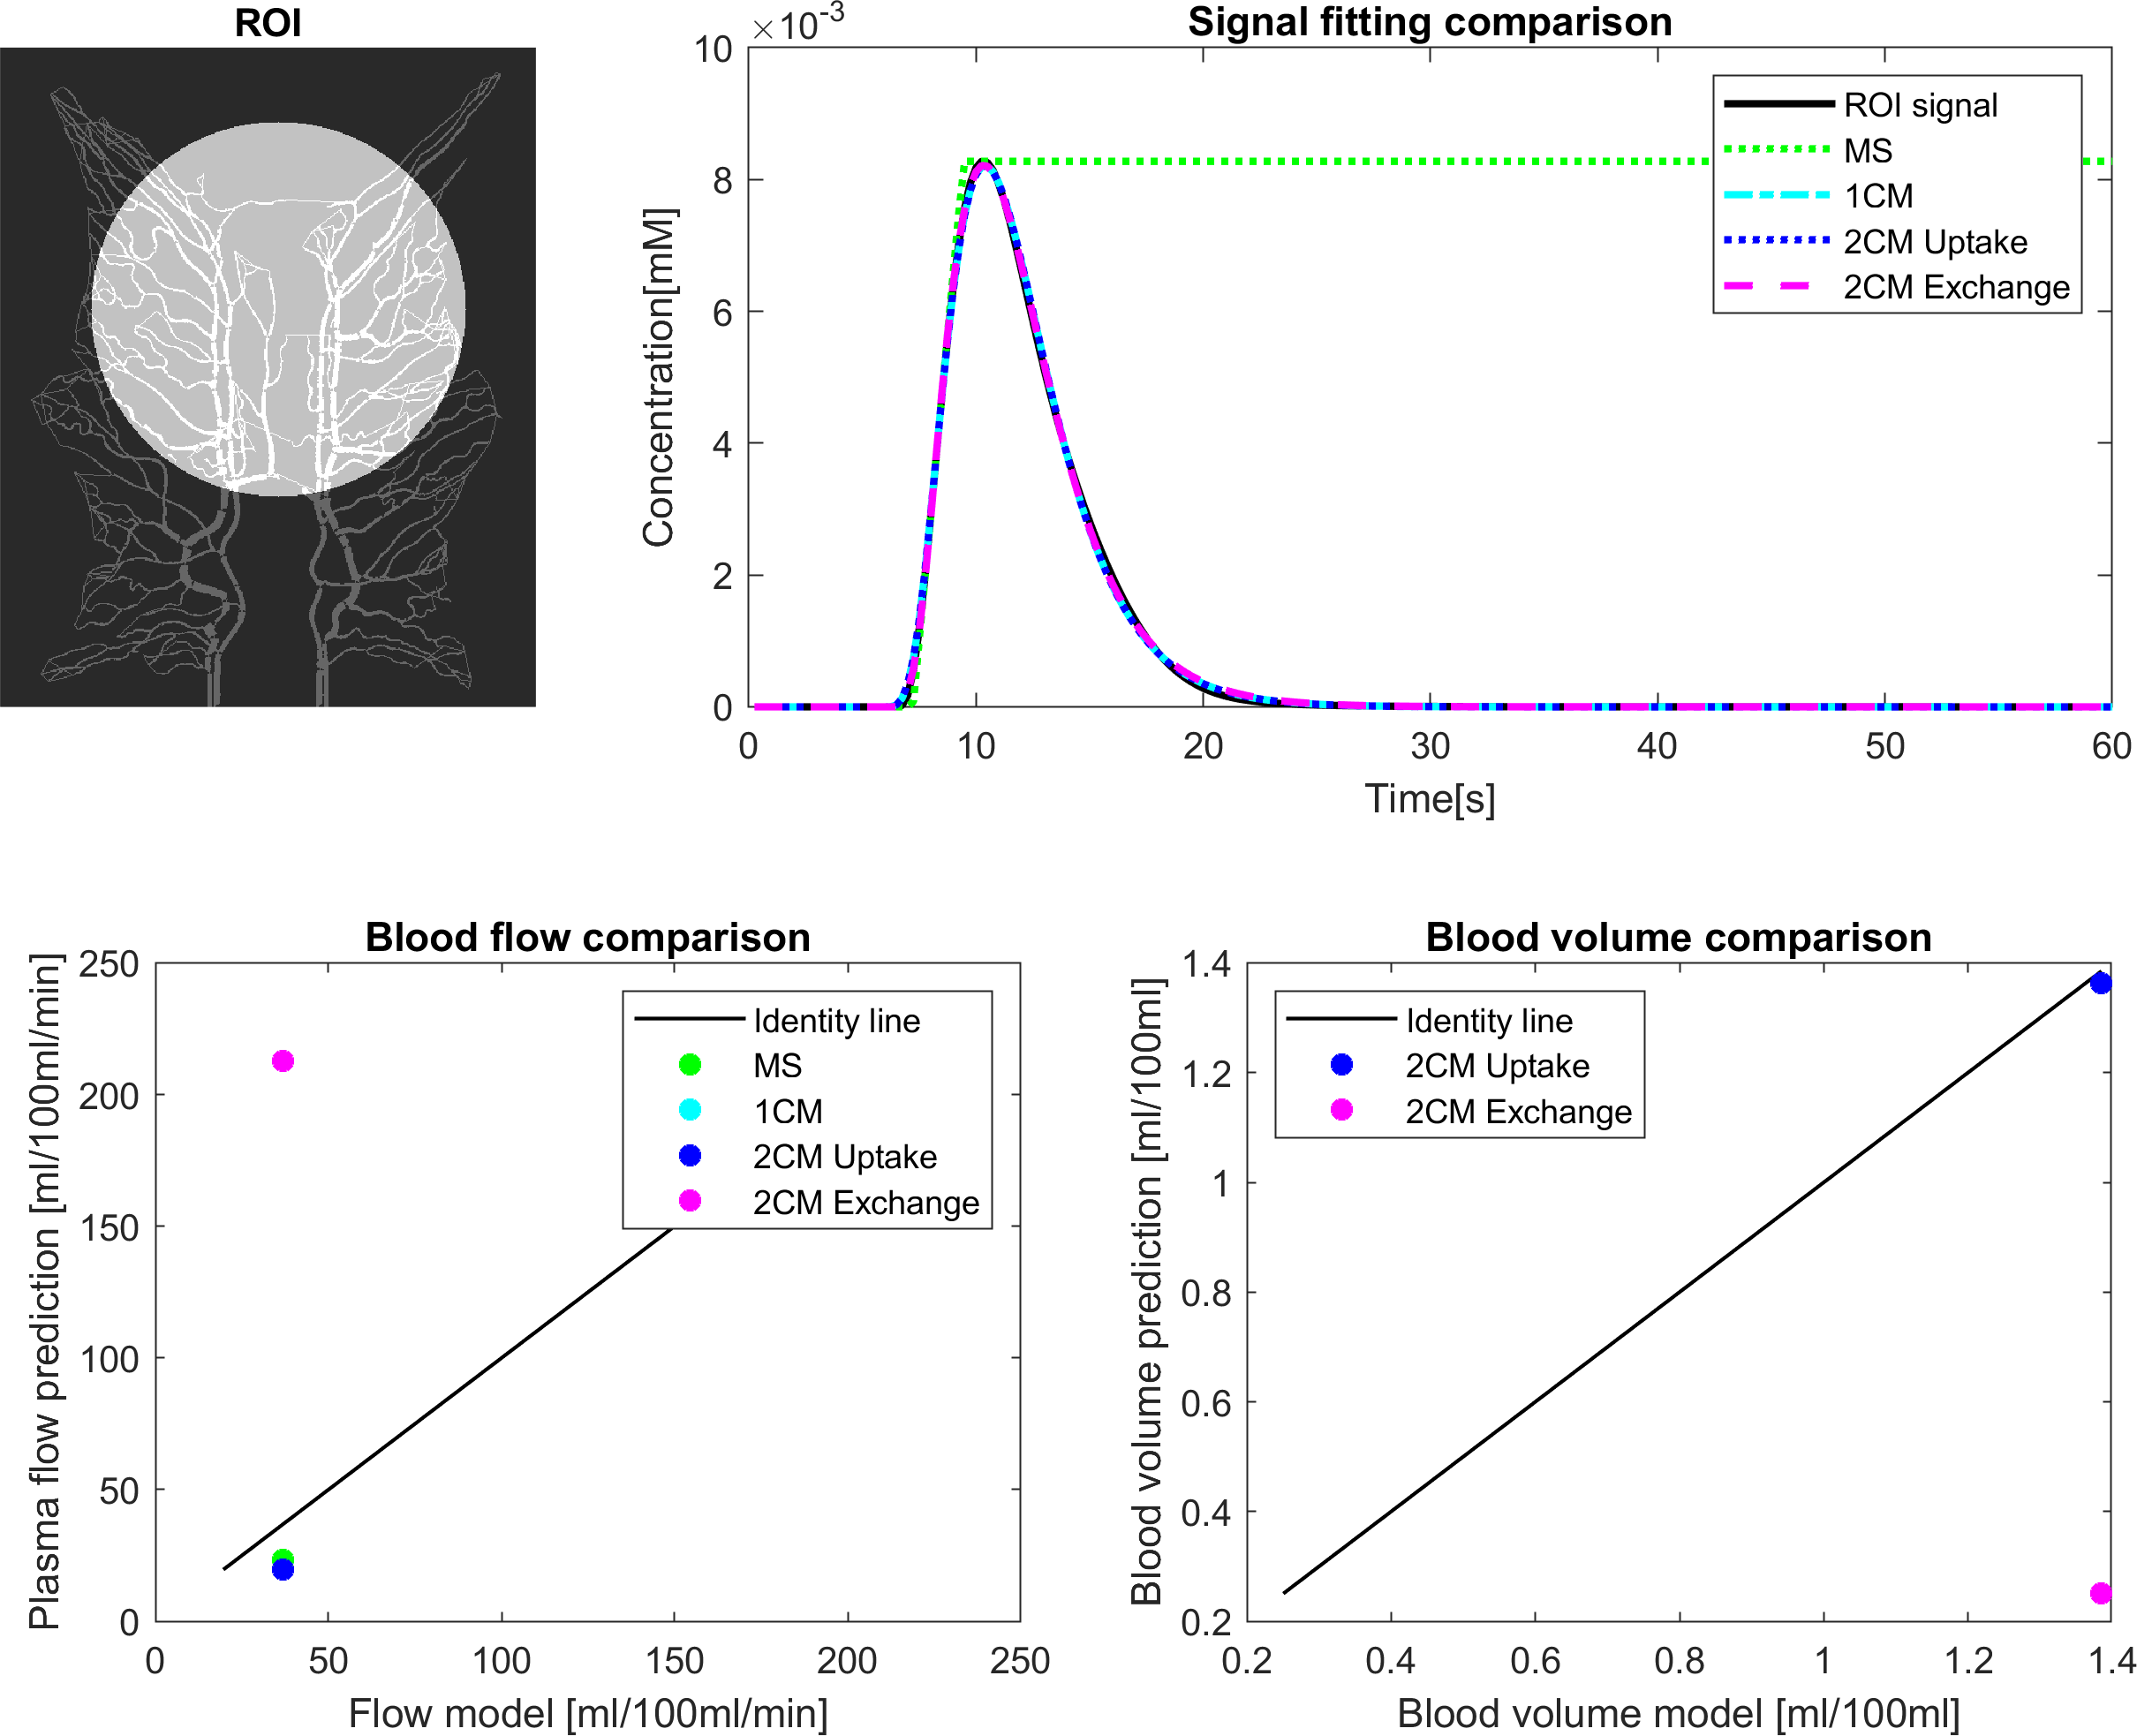 ROI
Signal fitting comparison
×10-3
10
8
6
4
2
0
Concentration[mM]
0 10 20 30 40 50 60
Time[s]
ROI signal
MS
1CM
2CM Uptake
2CM Exchange
Blood flow comparison
250
200
150
100
50
0
Plasma flow prediction [ml/100ml/min]
0 50 100 150 200 250
Flow model [ml/100ml/min]
Identity line
MS
1CM
2CM Uptake
2CM Exchange
Blood volume comparison
1.4
1.2
1
0.8
0.6
0.4
0.2
Blood volume prediction [ml/100ml]
0.2 0.4 0.6 0.8 1 1.2 1.4
Blood volume model [ml/100ml]
Identity line
2CM Uptake
2CM Exchange